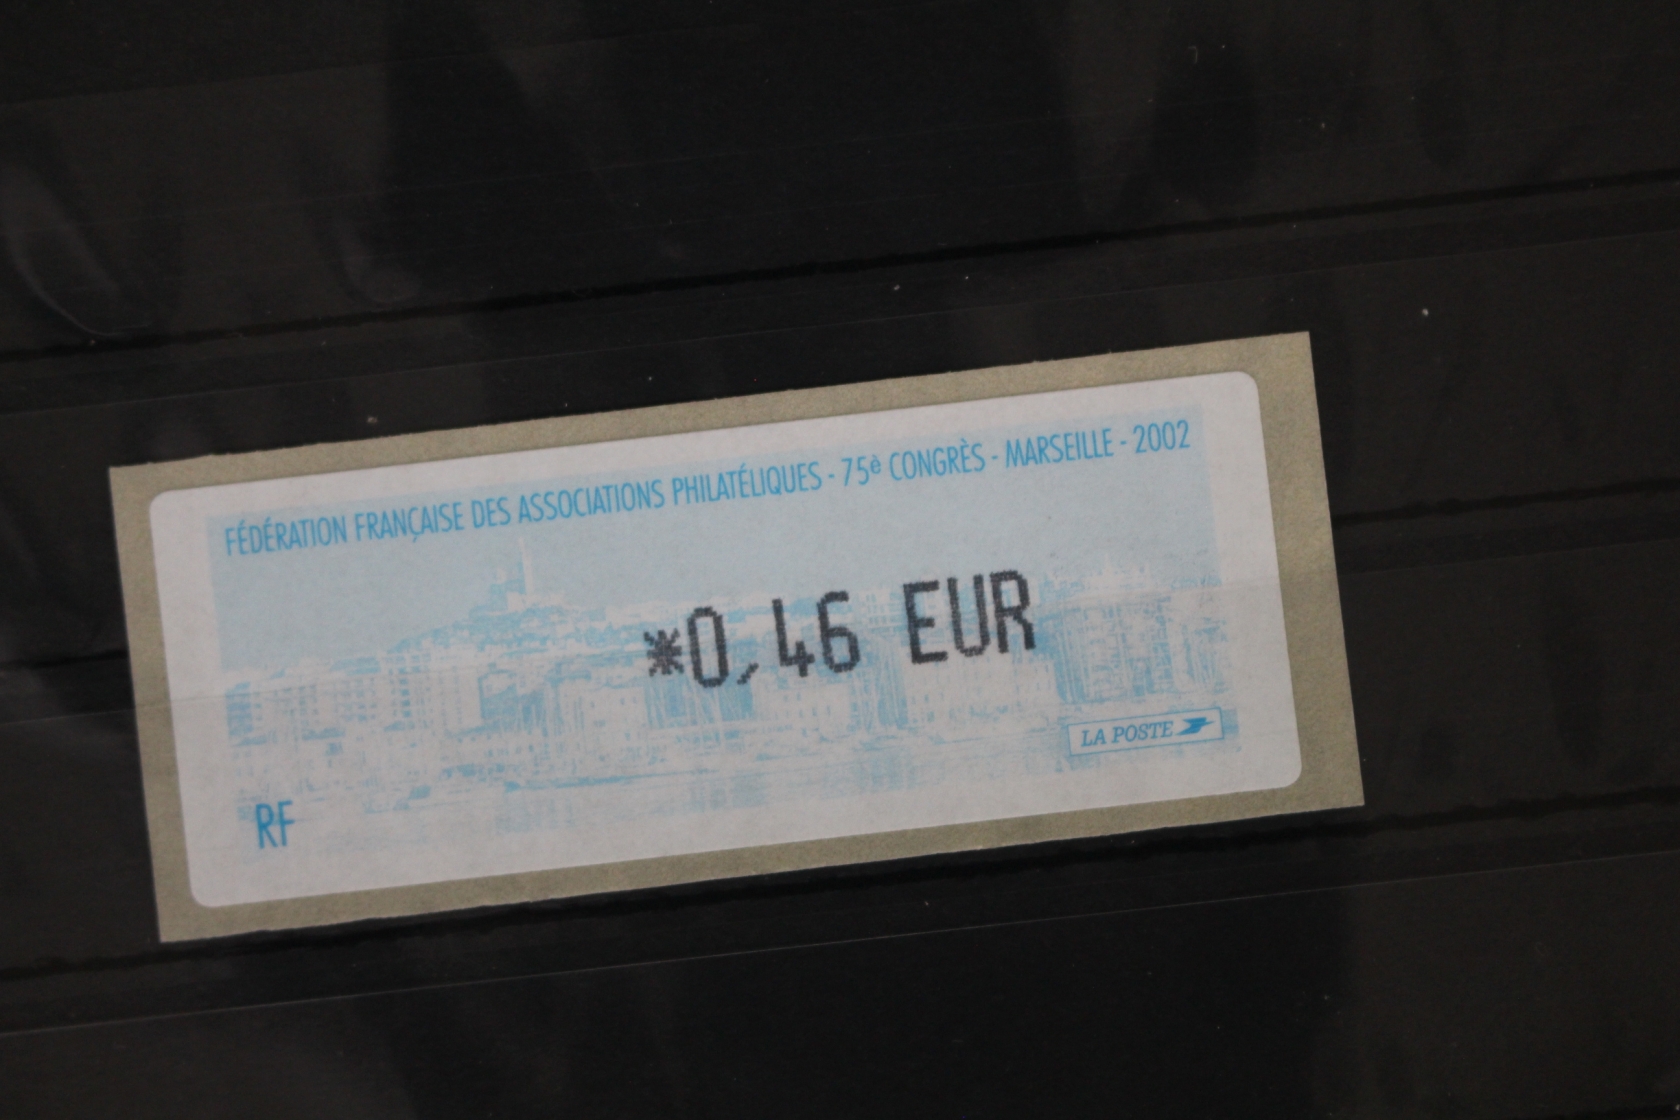 FÉDÉRATION FRANÇAISE DES ASSOCIATIONS PHILATÉLIQUES - 75è CONGRÈS - MARSEILLE - 2002
*0,46 EUR
LA POSTE
RF